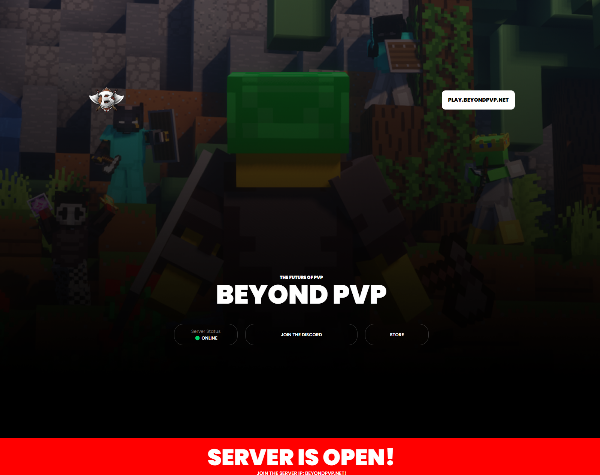 B
PLAY.BEYONDPVP.NET
THE FUTURE OF PVP
BEYOND PVP
Server Status
ONLINE
JOIN THE DISCORD
STORE
SERVER IS OPEN!
JOIN THE SERVER IP: BEYONDPVP.NET!